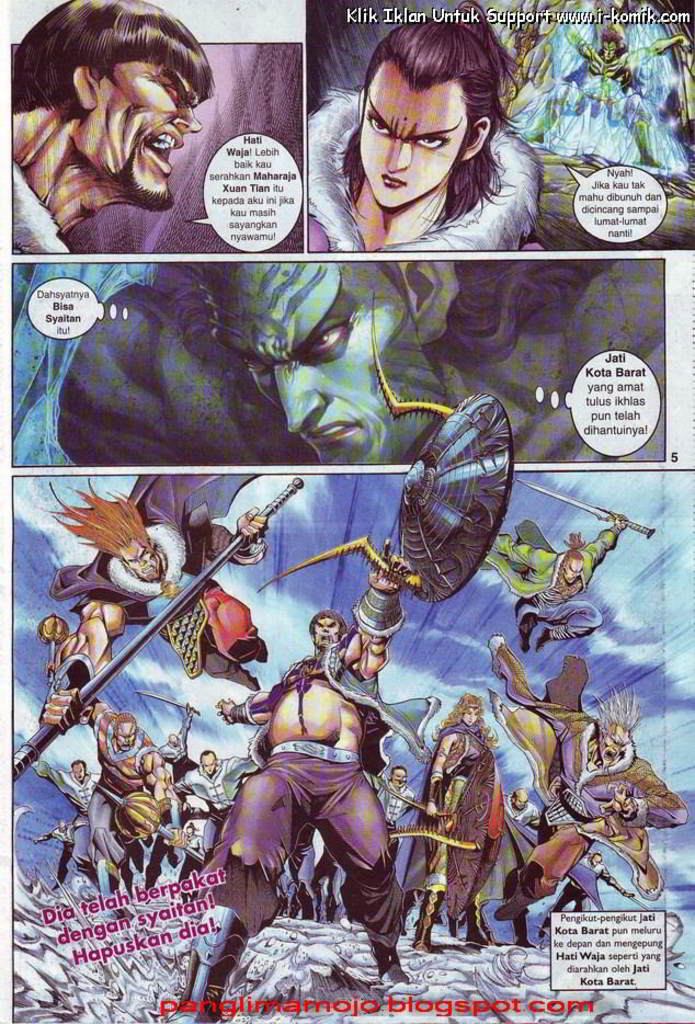 Klik Iklan Untuk Support www.i-komik.com
Hati
Waja! Lebih
baik kau
serahkan Maharaja
Xuan Tian itu
kepada aku ini jika
kau masih
sayangkan
nyawamu!
Nyah!
Jika kau tak
mahu dibunuh dan
dicincang sampai
lumat-lumat
nanti!
Dahsyatnya
Bisa
Syaitan
itu!
Jati
Kota Barat
yang amat
tulus ikhlas
pun telah
dihantuinya!
5
Dia telah berpakat
dengan syaitan!
Hapuskan dia!
Pengikut-pengikut Jati
Kota Barat pun meluru
ke depan dan mengepung
Hati Waja seperti yang
diarahkan oleh Jati
Kota Barat.
panglimamojo.blogspot.com